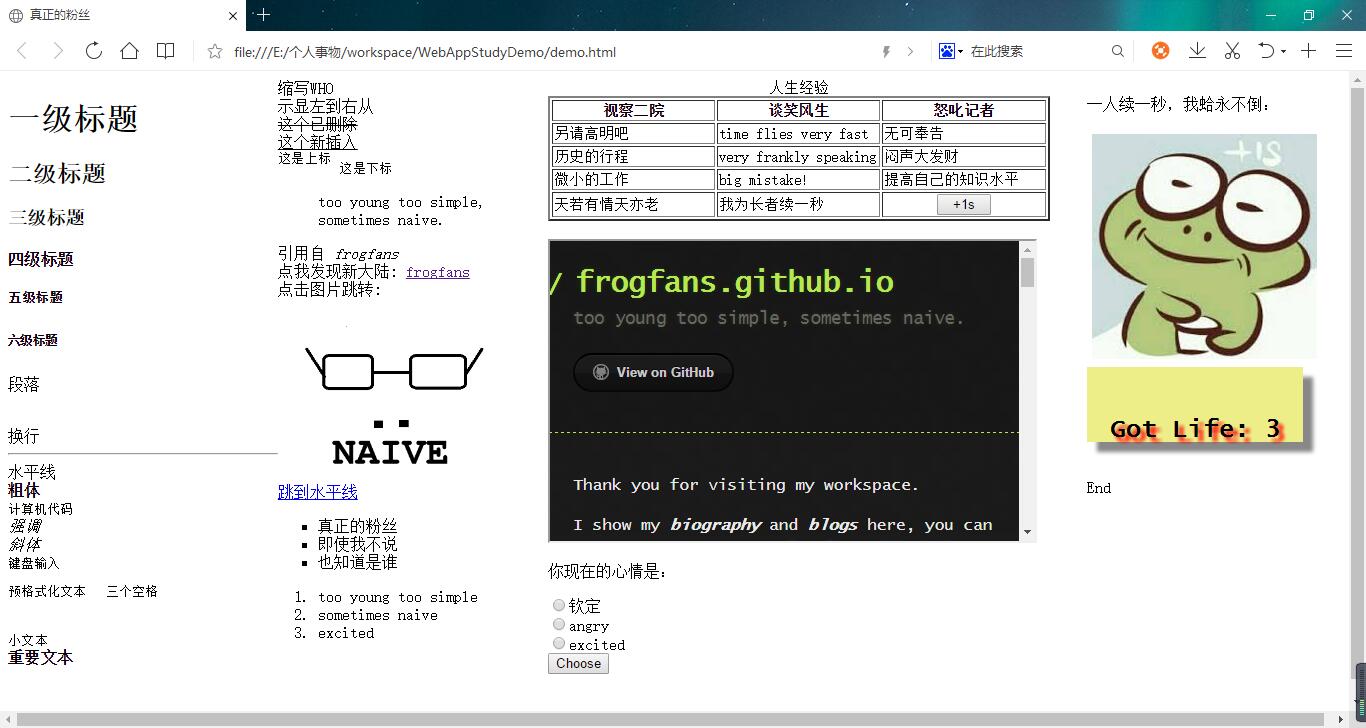 真正的粉丝
file:///E:/个人事物/workspace/WebAppStudyDemo/demo.html
在此搜索
一级标题
二级标题
三级标题
四级标题
五级标题
六级标题
段落
换行
水平线
粗体
计算机代码
强调
斜体
键盘输入
预格式化文本 三个空格
小文本
重要文本
缩写WHO
示显左到右从
这个已删除
这个新插入
这是上标
这是下标
too young too simple,
sometimes naive.
引用自 frogfans
点我发现新大陆: frogfans
点击图片跳转:
NAIVE
跳到水平线
真正的粉丝
即使我不说
也知道是谁
1. too young too simple
2. sometimes naive
3. excited
人生经验
视察二院 谈笑风生 怒叱记者
另请高明吧 time flies very fast 无可奉告
历史的行程 very frankly speaking 闷声大发财
微小的工作 big mistake! 提高自己的知识水平
天若有情天亦老 我为长者续一秒 +1s
/ frogfans.github.io
too young too simple, sometimes naive.
View on GitHub
Thank you for visiting my workspace.
I show my biography and blogs here, you can
你现在的心情是:
钦定
angry
excited
Choose
一人续一秒，我蛤永不倒:
+1S
Got Life: 3
End